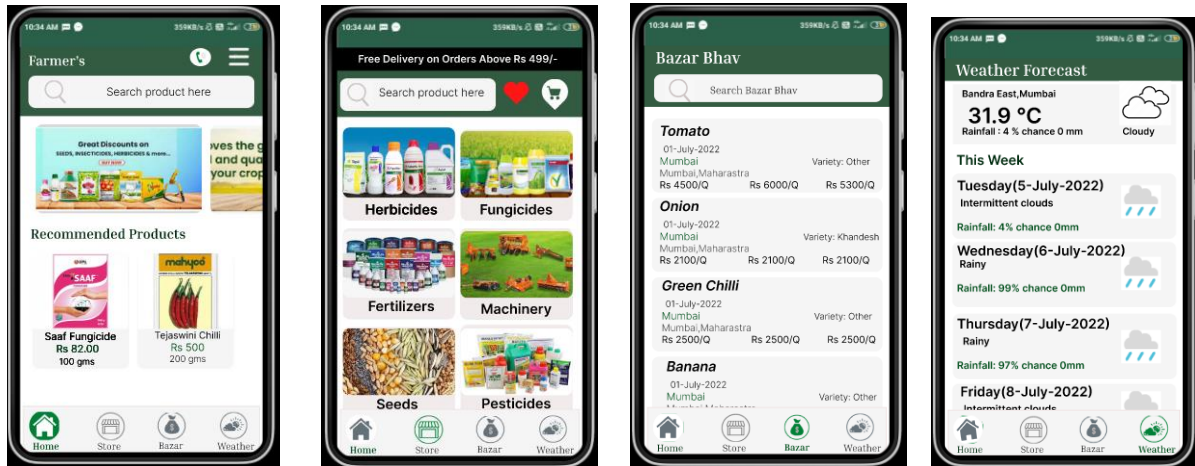 10:34 AM 359KB/s
Farmer's
Search product here
Great Discounts on
SEEDS, INSECTICIDES, HERBICIDES & more...
BUY NOW
oves the g
l and qua
your crop
Recommended Products
SAAF
mahyco
Saaf Fungicide
Rs 82.00
100 gms
Tejaswini Chilli
Rs 500
200 gms
Home Store Bazar Weather
10:34 AM 359KB/s
Free Delivery on Orders Above Rs 499/-
Search product here
Herbicides Fungicides
Fertilizers Machinery
Seeds Pesticides
Home Store Bazar Weather
10:34 AM 359KB/s
Bazar Bhav
Search Bazar Bhav
Tomato
01-July-2022
Mumbai Variety: Other
Mumbai,Maharastra
Rs 4500/Q Rs 6000/Q Rs 5300/Q
Onion
01-July-2022
Mumbai Variety: Khandesh
Mumbai,Maharastra
Rs 2100/Q Rs 2100/Q Rs 2100/Q
Green Chilli
01-July-2022
Mumbai Variety: Other
Mumbai,Maharastra
Rs 2500/Q Rs 2500/Q Rs 2500/Q
Banana
01-July-2022
Mumbai Variety: Other
Home Store Bazar Weather
10:34 AM 359KB/s
Weather Forecast
Bandra East,Mumbai
31.9 °C
Rainfall : 4 % chance 0 mm Cloudy
This Week
Tuesday(5-July-2022)
Intermittent clouds
Rainfall: 4% chance 0mm
Wednesday(6-July-2022)
Rainy
Rainfall: 99% chance 0mm
Thursday(7-July-2022)
Rainy
Rainfall: 97% chance 0mm
Friday(8-July-2022)
Intermittent clouds
Home Store Bazar Weather